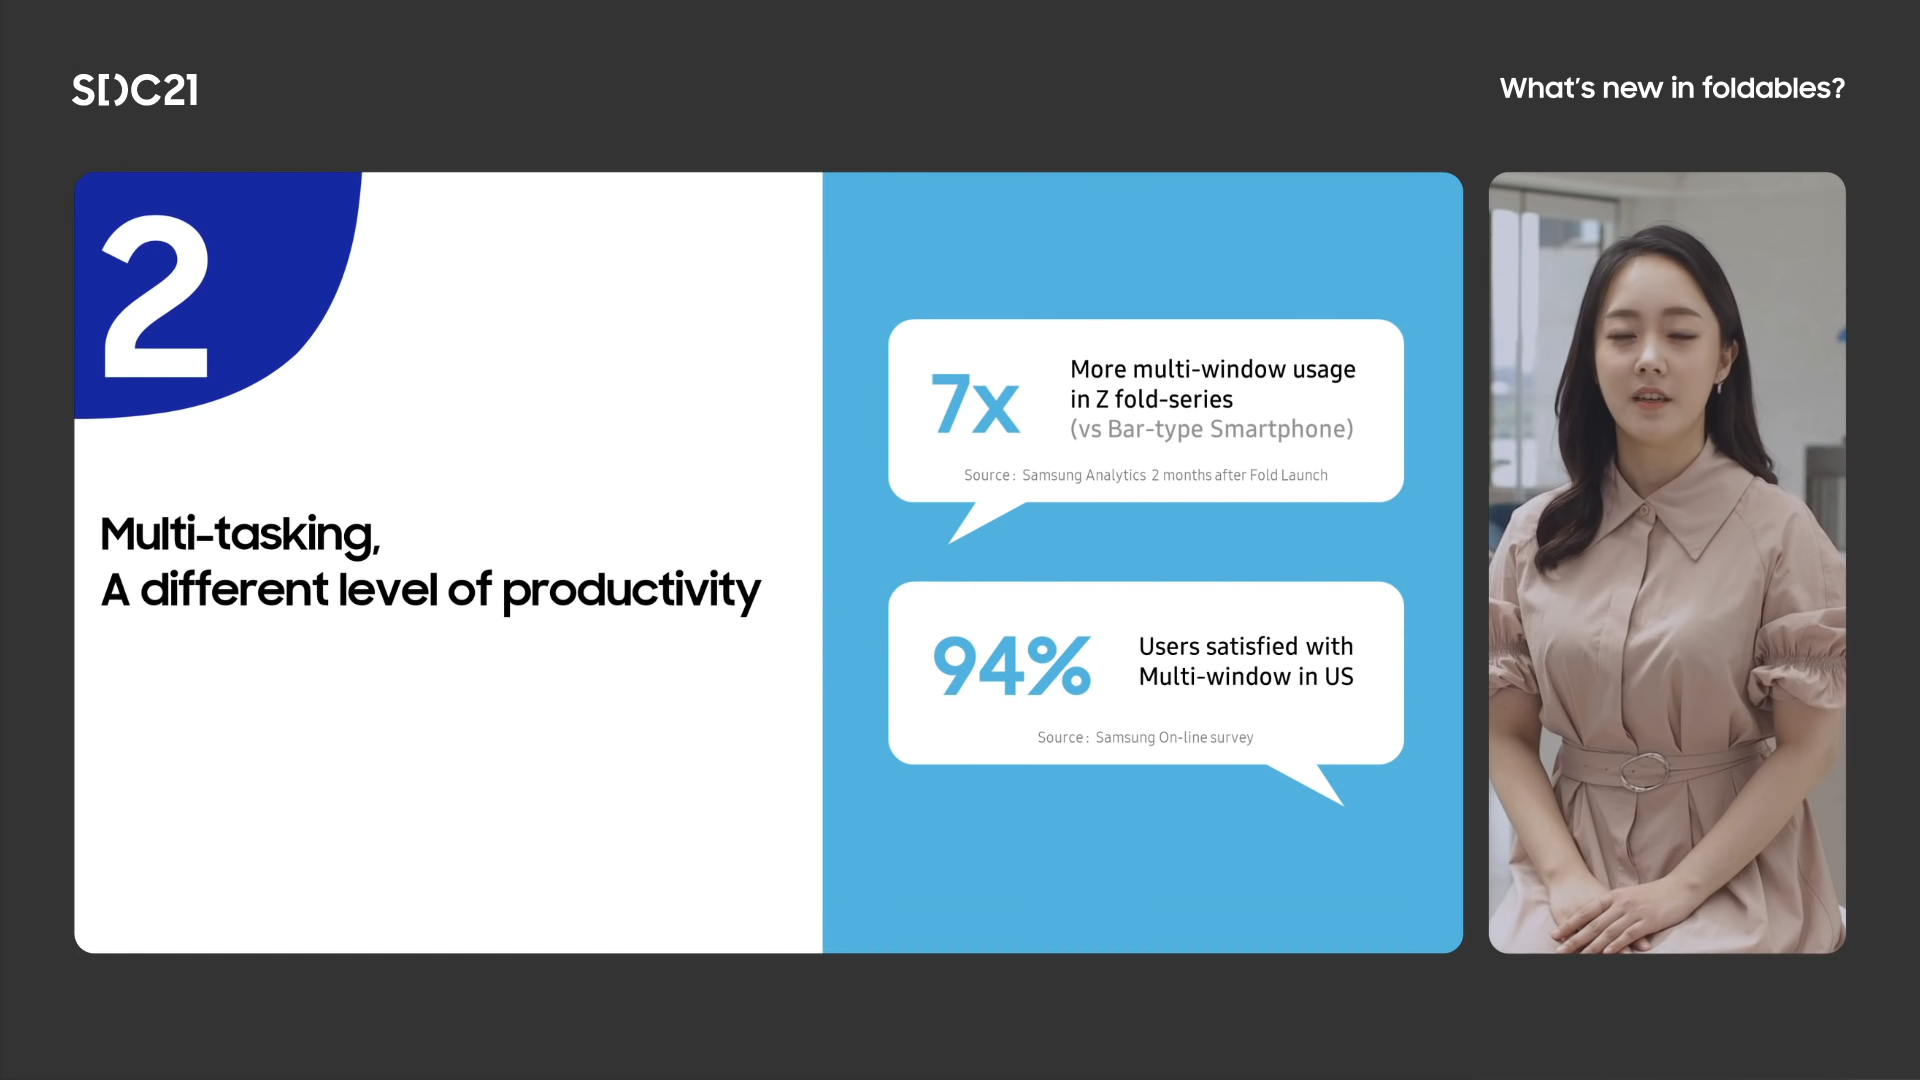 SDC21
What's new in foldables?
2
Multi-tasking,
A different level of productivity
7x
More multi-window usage
in Z fold-series
(vs Bar-type Smartphone)
Source : Samsung Analytics 2 months after Fold Launch
94%
Users satisfied with
Multi-window in US
Source : Samsung On-line survey